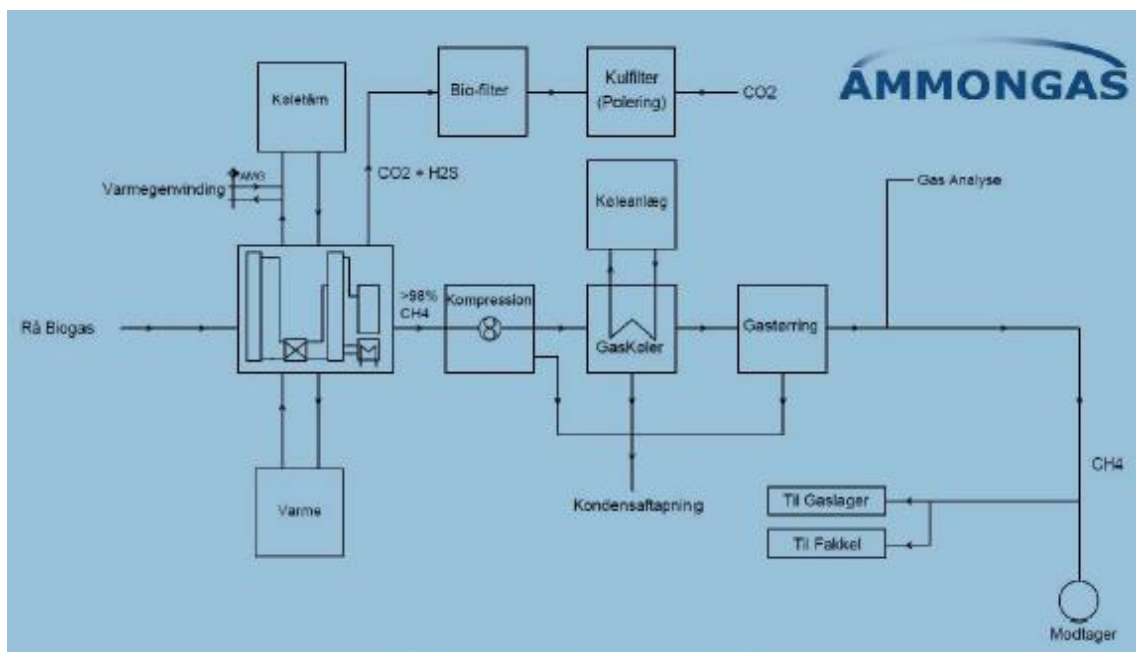 AMMONGAS
Køletårn
Bio-filter
Kulfilter
(Polering)
CO2
AMG
Varmegenvinding
CO2 + H2S
Køleanlæg
Gas Analyse
>98%
CH4
Kompression
Rå Biogas
GasKøler
Gastørring
CH4
Varme
Kondensaftapning
Til Gaslager
Til Fakkel
Modtager